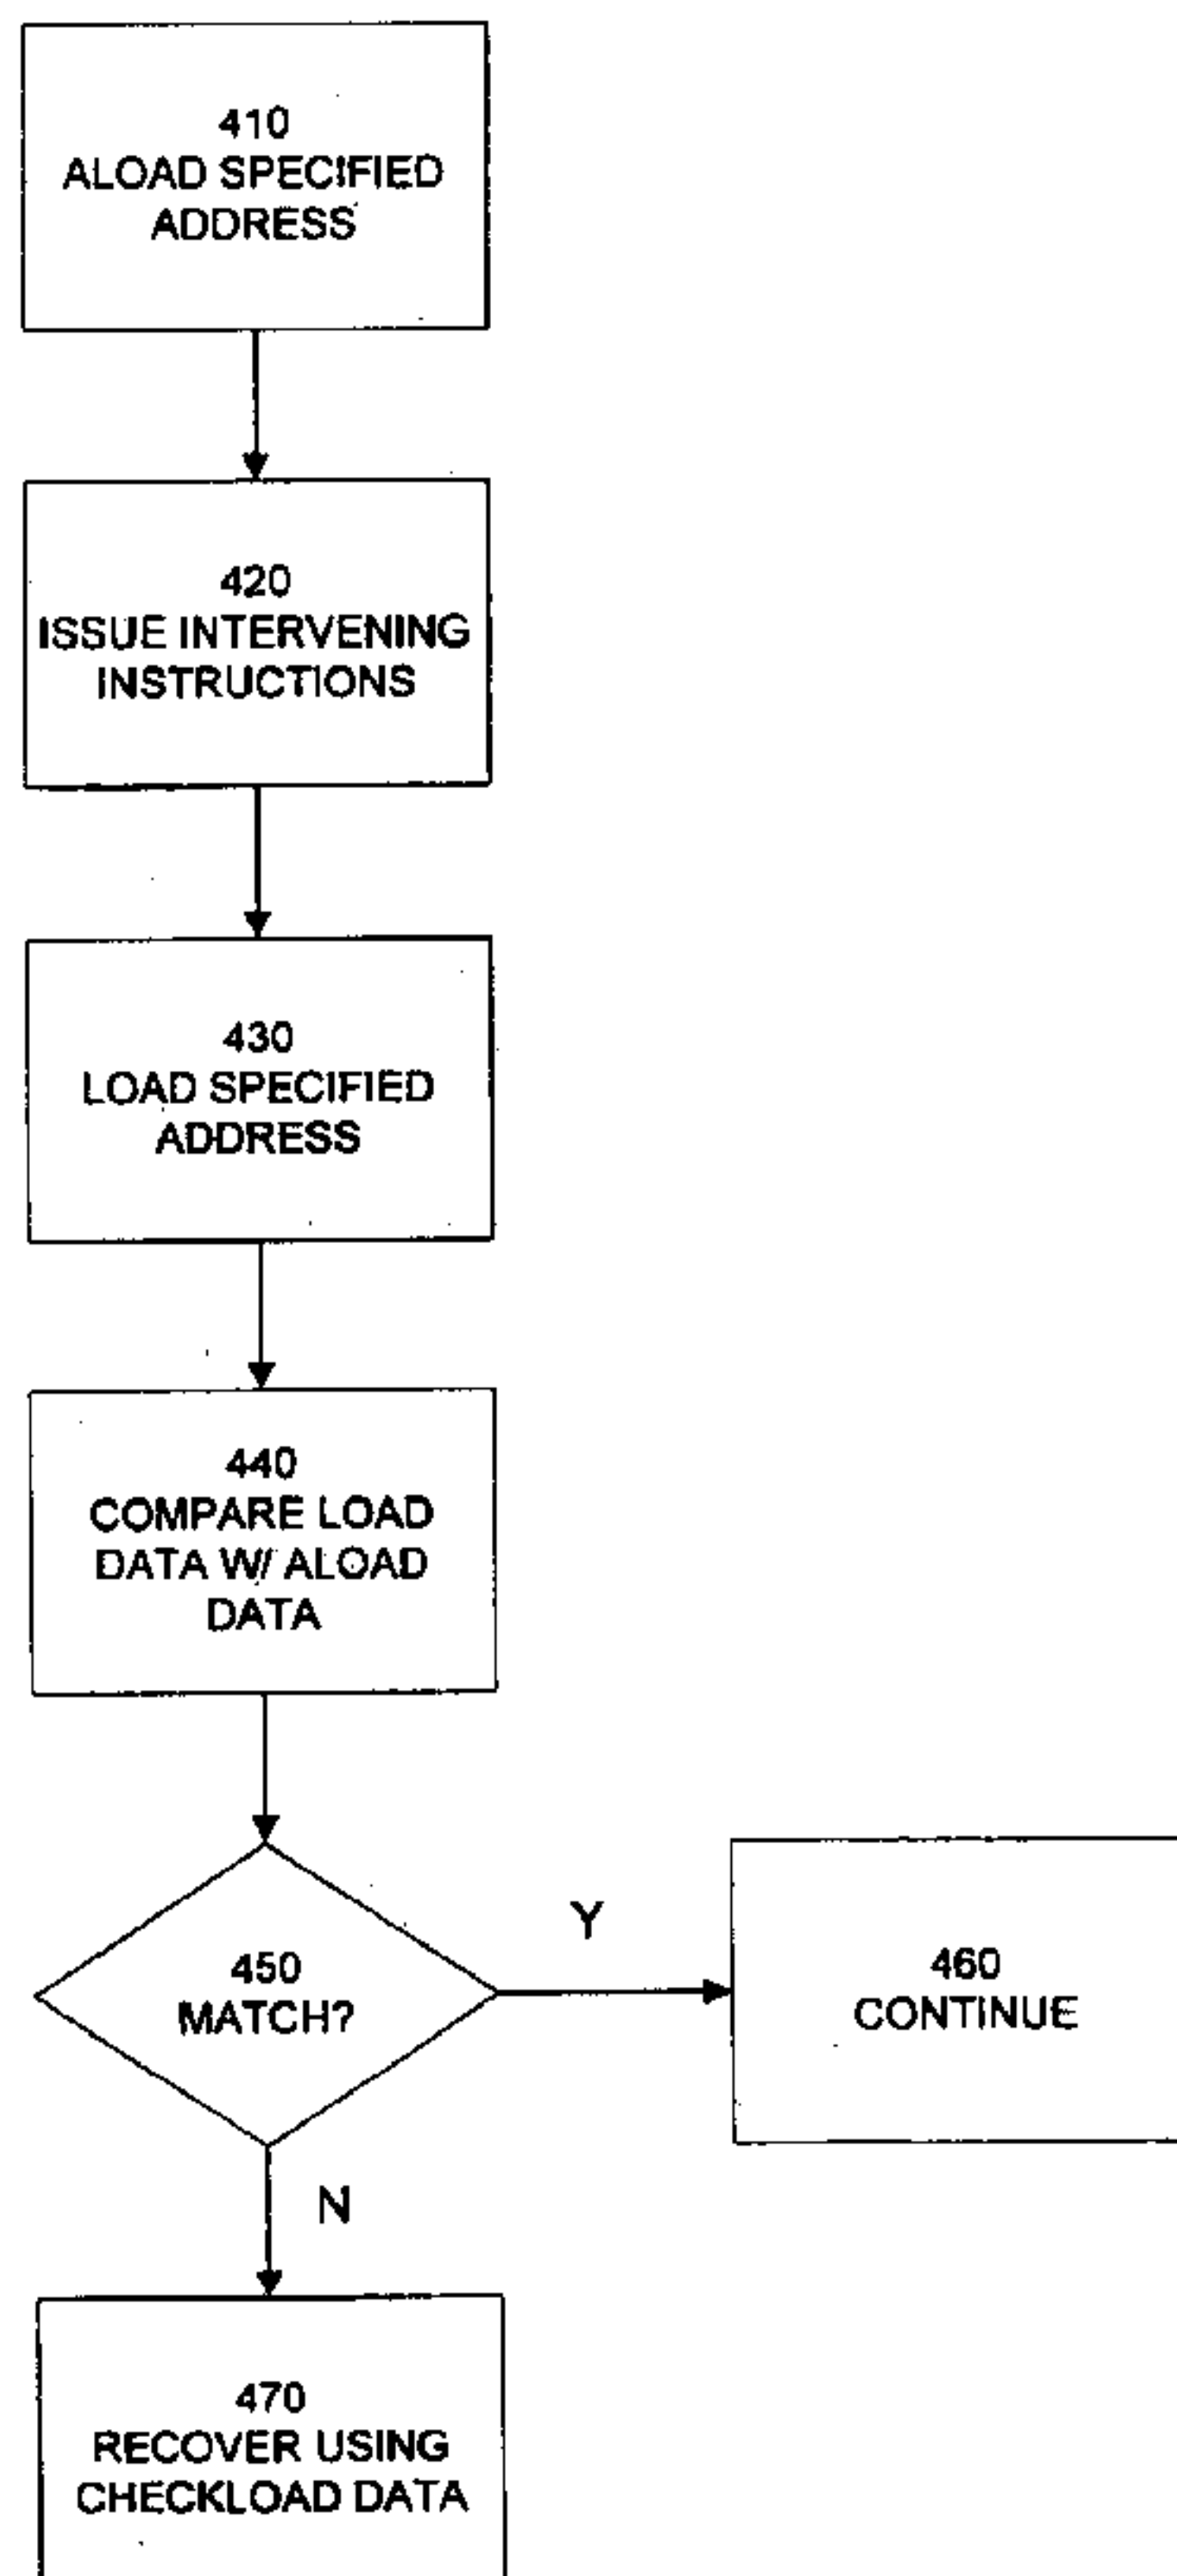 410
ALOAD SPECIFIED
ADDRESS
420
ISSUE INTERVENING
INSTRUCTIONS
430
LOAD SPECIFIED
ADDRESS
440
COMPARE LOAD
DATA W/ ALOAD
DATA
450
MATCH?
Y
460
CONTINUE
N
470
RECOVER USING
CHECKLOAD DATA